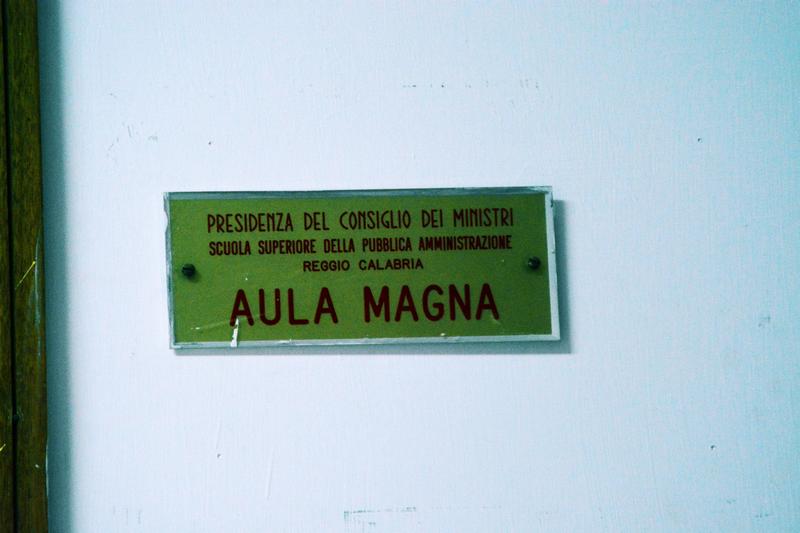 PRESIDENZA DEL CONSIGLIO DEI MINISTRI
SCUOLA SUPERIORE DELLA PUBBLICA AMMINISTRAZIONE
REGGIO CALABRIA
AULA MAGNA